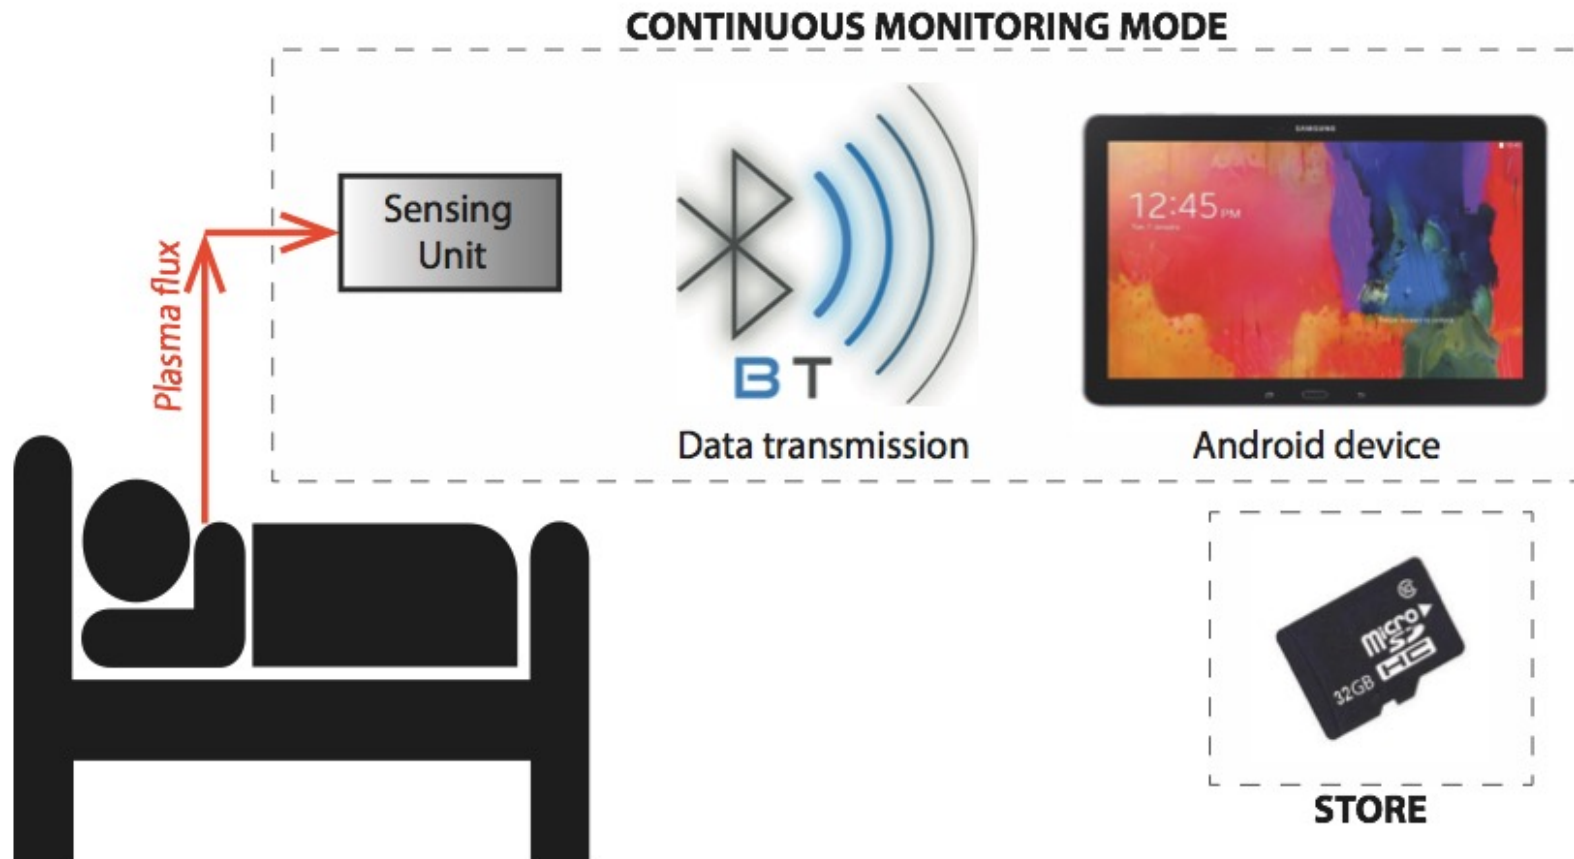 CONTINUOUS MONITORING MODE
Sensing
Unit
Plasma flux
BT
Data transmission
SAMSUNG
12:45 PM
Android device
Micro
SD
HC
32GB
STORE